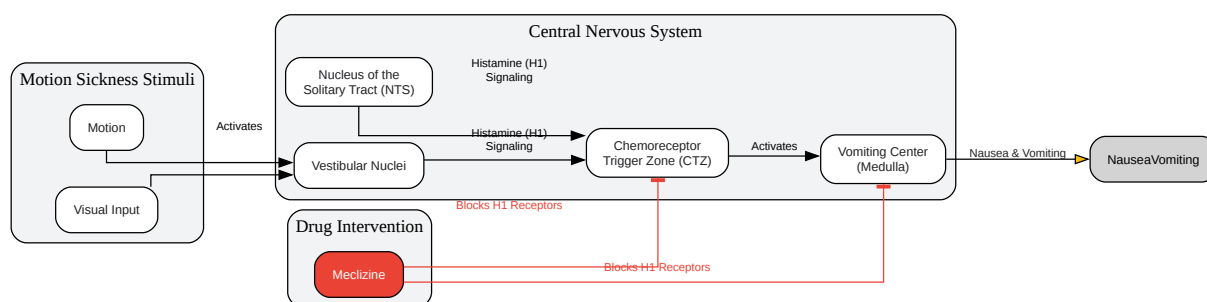 Central Nervous System
Motion Sickness Stimuli
Nucleus of the
Solitary Tract (NTS)
Histamine (H1)
Signaling
Motion
Activates
Histamine (H1)
Signaling
Chemoreceptor
Trigger Zone (CTZ)
Activates
Vomiting Center
(Medulla)
Nausea & Vomiting
NauseaVomiting
Vestibular Nuclei
Visual Input
Blocks H1 Receptors
Drug Intervention
Meclizine
Blocks H1 Receptors